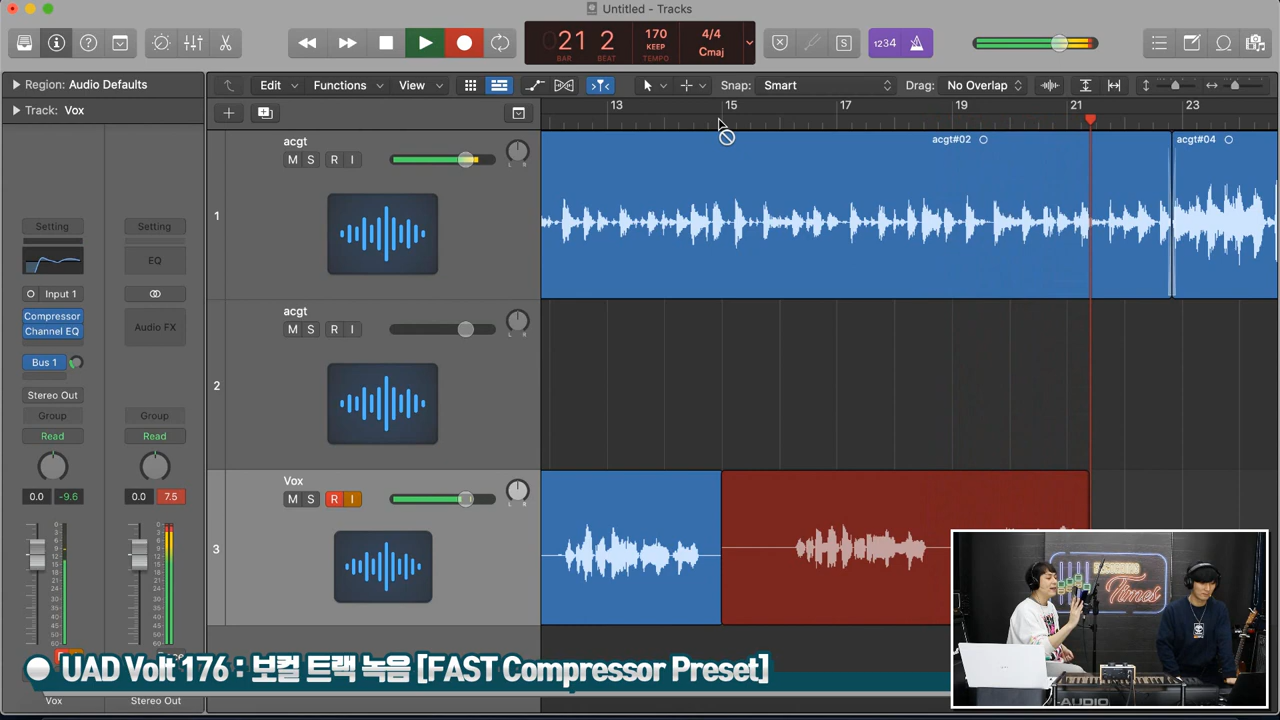 Untitled - Tracks
21 2
BAR BEAT
170
KEEP
TEMPO
4/4
Cmaj
1234
S
Region: Audio Defaults
Track: Vox
Edit Functions View
Snap: Smart
Drag: No Overlap
13 15 17 19 21 23
acgt
M S R I
L R
1
acgt#02
acgt#04
acgt
M S R I
L R
2
Vox
M S R I
L R
3
Setting Setting
EQ
Input 1
Compressor
Channel EQ
Audio FX
Bus 1
Stereo Out
Group Group
Read Read
0.0 -9.6 0.0 7.5
Times
M-AUDIO
UAD Volt 176 : 보컬 트랙 녹음 [FAST Compressor Preset]
Vox Stereo Out